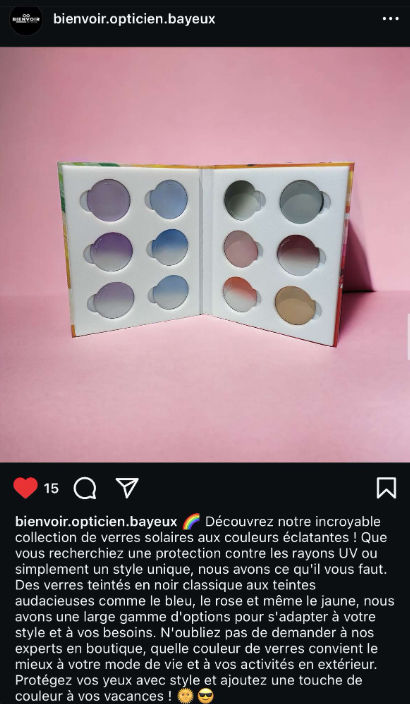 BIENVOIR
bienvoir.opticien.bayeux
15
bienvoir.opticien.bayeux 🌈 Découvrez notre incroyable
collection de verres solaires aux couleurs éclatantes ! Que
vous recherchiez une protection contre les rayons UV ou
simplement un style unique, nous avons ce qu'il vous faut.
Des verres teintés en noir classique aux teintes
audacieuses comme le bleu, le rose et même le jaune, nous
avons une large gamme d'options pour s'adapter à votre
style et à vos besoins. N'oubliez pas de demander à nos
experts en boutique, quelle couleur de verres convient le
mieux à votre mode de vie et à vos activités en extérieur.
Protégez vos yeux avec style et ajoutez une touche de
couleur à vos vacances ! 🌞😎